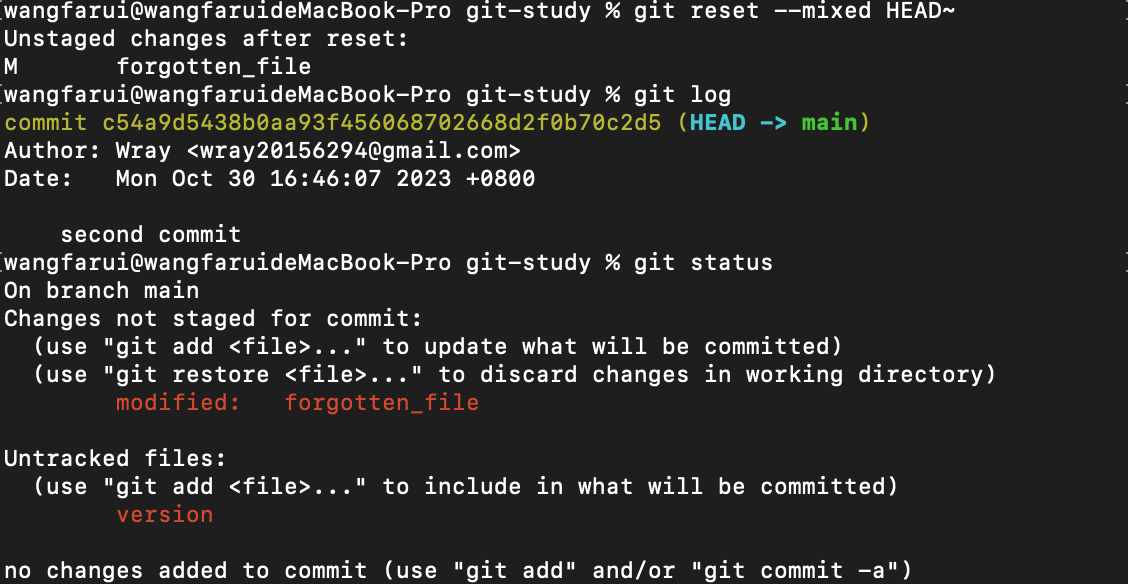 wangfarui@wangfaruideMacBook-Pro git-study % git reset --mixed HEAD~
Unstaged changes after reset:
M       forgotten_file
[wangfarui@wangfaruideMacBook-Pro git-study % git log
commit c54a9d5438b0aa93f456068702668d2f0b70c2d5 (HEAD -> main)
Author: Wray <wray20156294@gmail.com>
Date:   Mon Oct 30 16:46:07 2023 +0800

    second commit
[wangfarui@wangfaruideMacBook-Pro git-study % git status
On branch main
Changes not staged for commit:
  (use "git add <file>..." to update what will be committed)
  (use "git restore <file>..." to discard changes in working directory)
        modified:   forgotten_file

Untracked files:
  (use "git add <file>..." to include in what will be committed)
        version

no changes added to commit (use "git add" and/or "git commit -a")